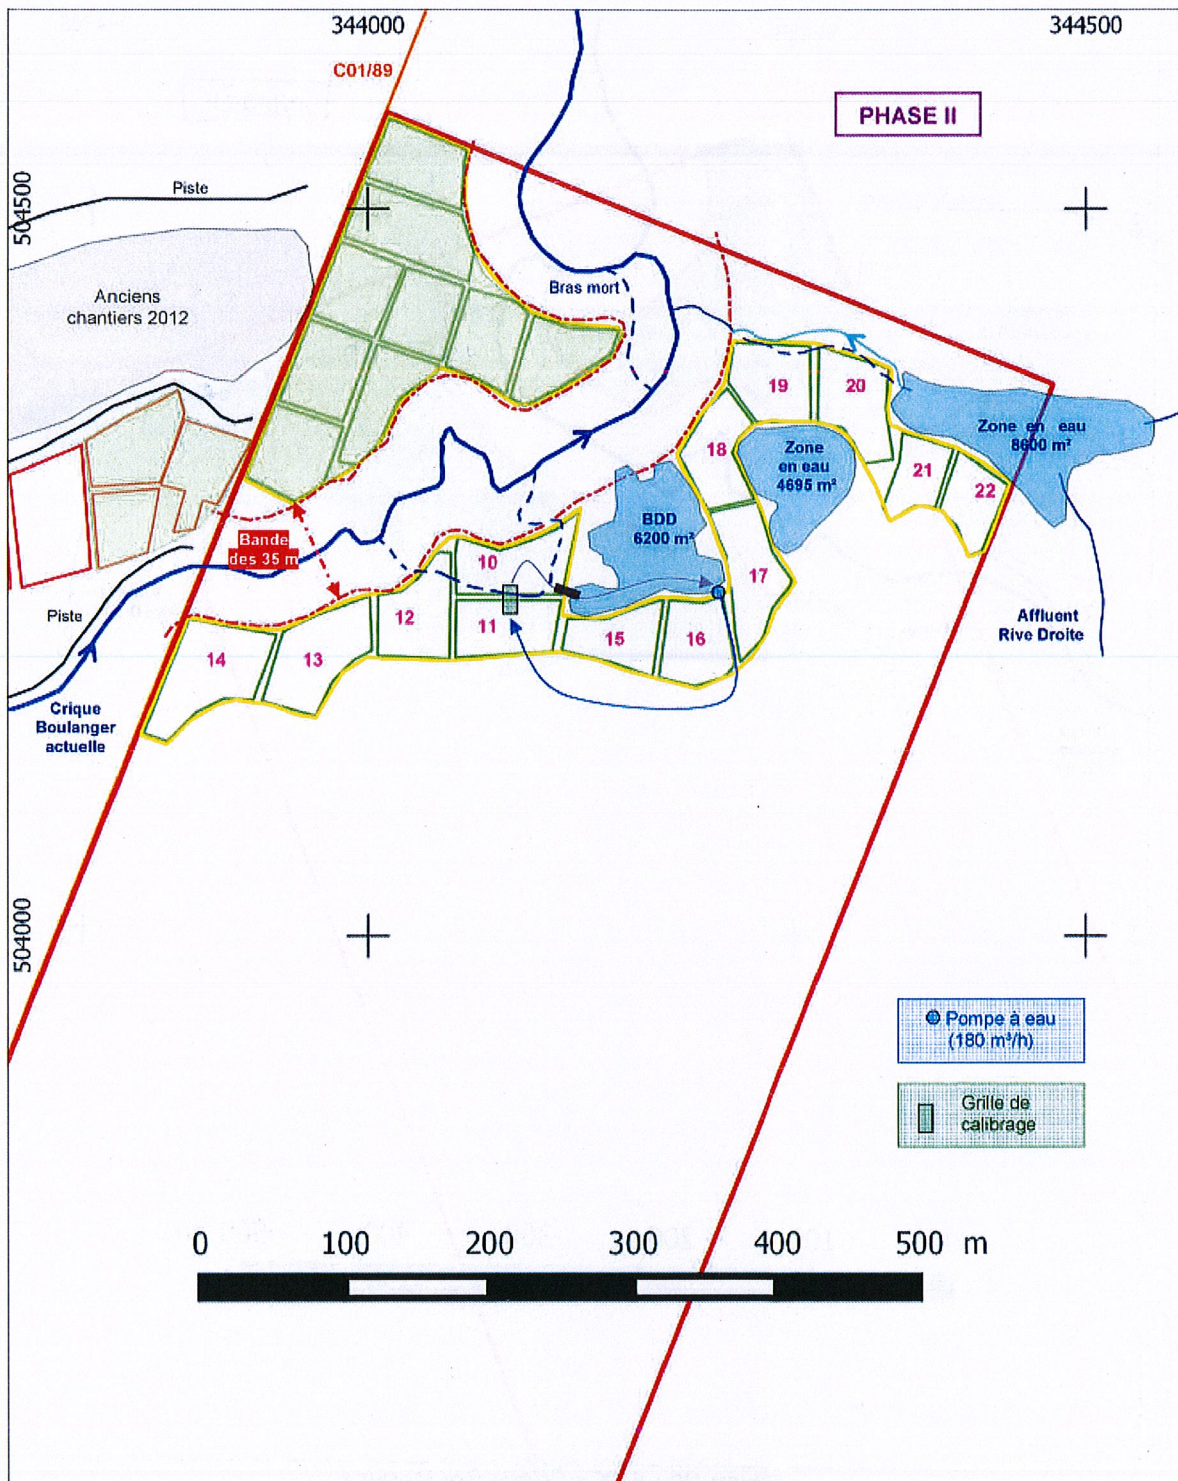 344000
344500
C01/89
PHASE II
504500
Piste
Anciens
chantiers 2012
Bras mort
19
20
18
Zone
en eau
4695 m²
Zone en eau
8600 m²
21
22
BDD
6200 m²
Bande
des 35 m
10
17
12
11
15
16
14
13
Piste
Affluent
Rive Droite
Crique
Boulanger
actuelle
504000
Pompe à eau
(180 m³/h)
Grille de
calibrage
0 100 200 300 400 500 m